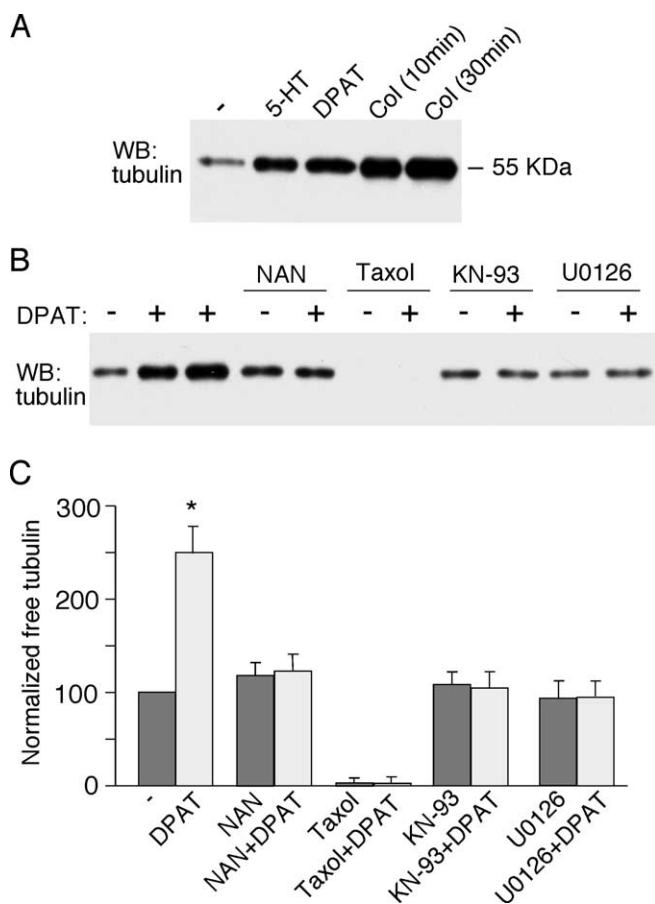 A
- 5-HT DPAT Col (10min) Col (30min)
WB:
tubulin
– 55 KDa
B
NAN Taxol KN-93 U0126
DPAT: - + + - + - + - + - +
WB:
tubulin
C
Normalized free tubulin
300
*
200
100
0
- DPAT NAN NAN+DPAT Taxol Taxol+DPAT KN-93 KN-93+DPAT U0126 U0126+DPAT